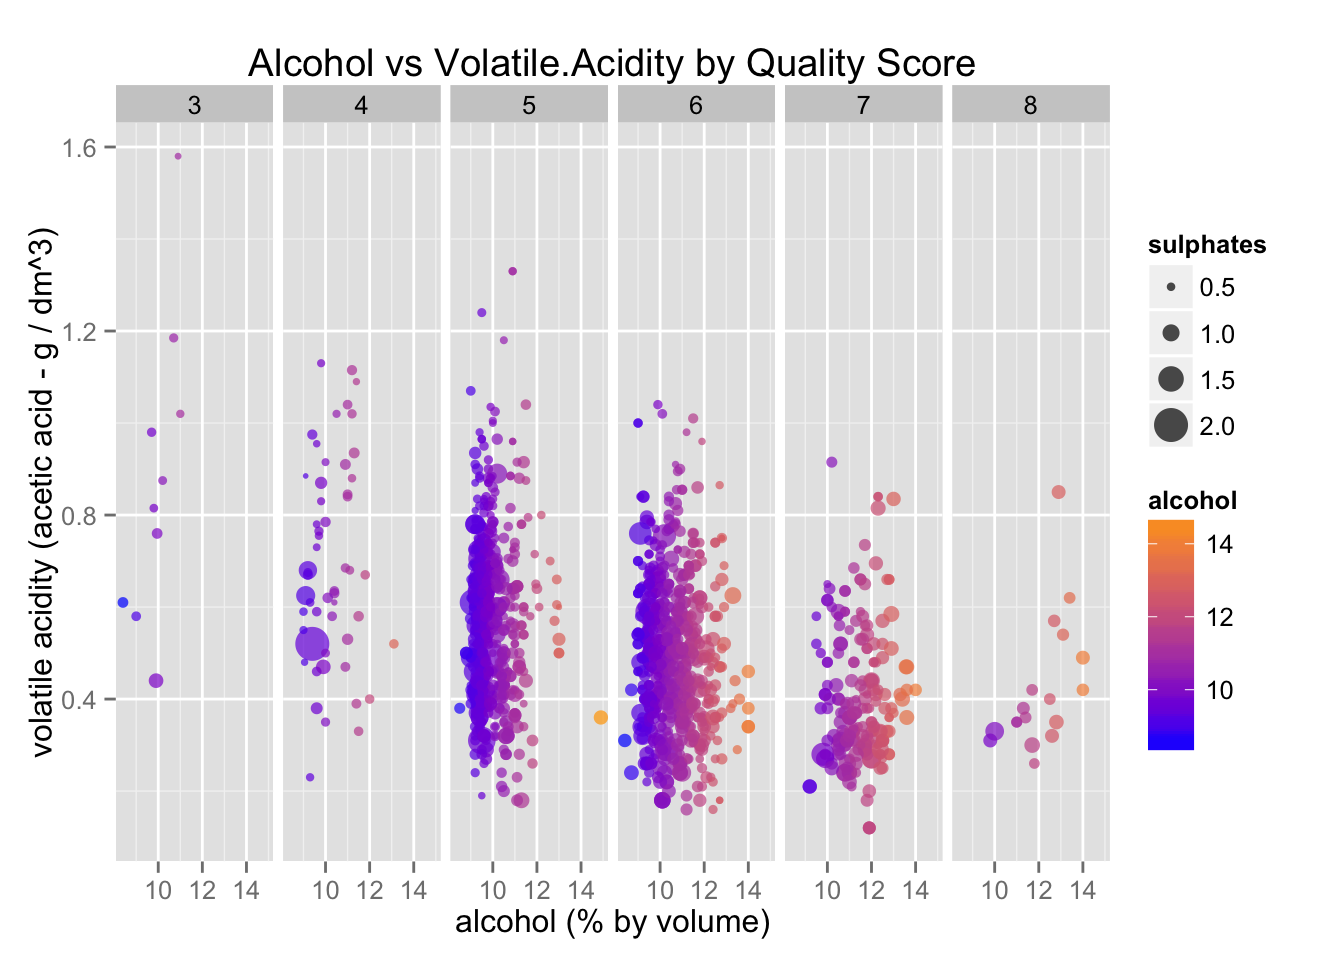 Alcohol vs Volatile.Acidity by Quality Score
3 4 5 6 7 8
volatile acidity (acetic acid - g / dm^3)
1.6
1.2
0.8
0.4
10 12 14 10 12 14 10 12 14 10 12 14 10 12 14 10 12 14
alcohol (% by volume)
sulphates
0.5
1.0
1.5
2.0
alcohol
14
12
10